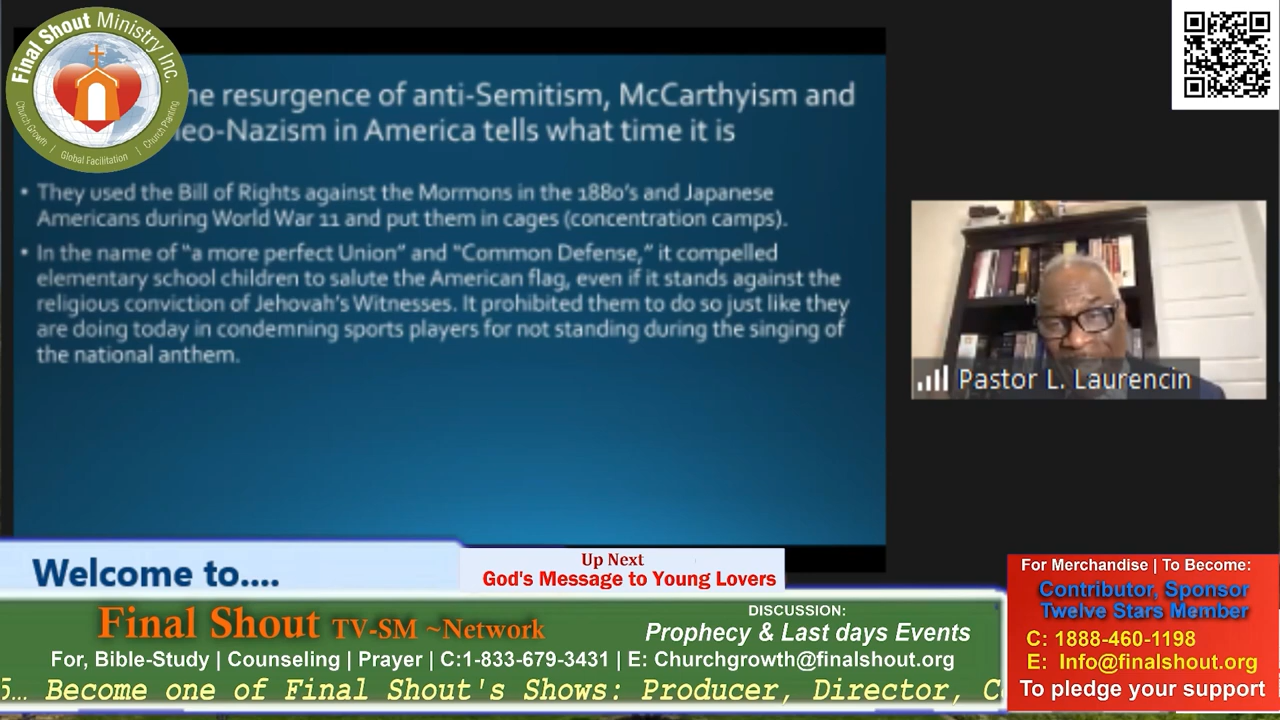 Final Shout Ministry Inc.
Church Growth | Global Facilitation | Church Planting
he resurgence of anti-Semitism, McCarthyism and
eo-Nazism in America tells what time it is
• They used the Bill of Rights against the Mormons in the 1880's and Japanese
Americans during World War 11 and put them in cages (concentration camps).
• In the name of "a more perfect Union" and "Common Defense," it compelled
elementary school children to salute the American flag, even if it stands against the
religious conviction of Jehovah's Witnesses. It prohibited them to do so just like they
are doing today in condemning sports players for not standing during the singing of
the national anthem.
Pastor L. Laurencin
Welcome to....
Up Next
God's Message to Young Lovers
Final Shout TV-SM ~Network
DISCUSSION:
Prophecy & Last days Events
For, Bible-Study | Counseling | Prayer | C:1-833-679-3431 | E: Churchgrowth@finalshout.org
5… Become one of Final Shout's Shows: Producer, Director, C
For Merchandise | To Become:
Contributor, Sponsor
Twelve Stars Member
C: 1888-460-1198
E: Info@finalshout.org
To pledge your support